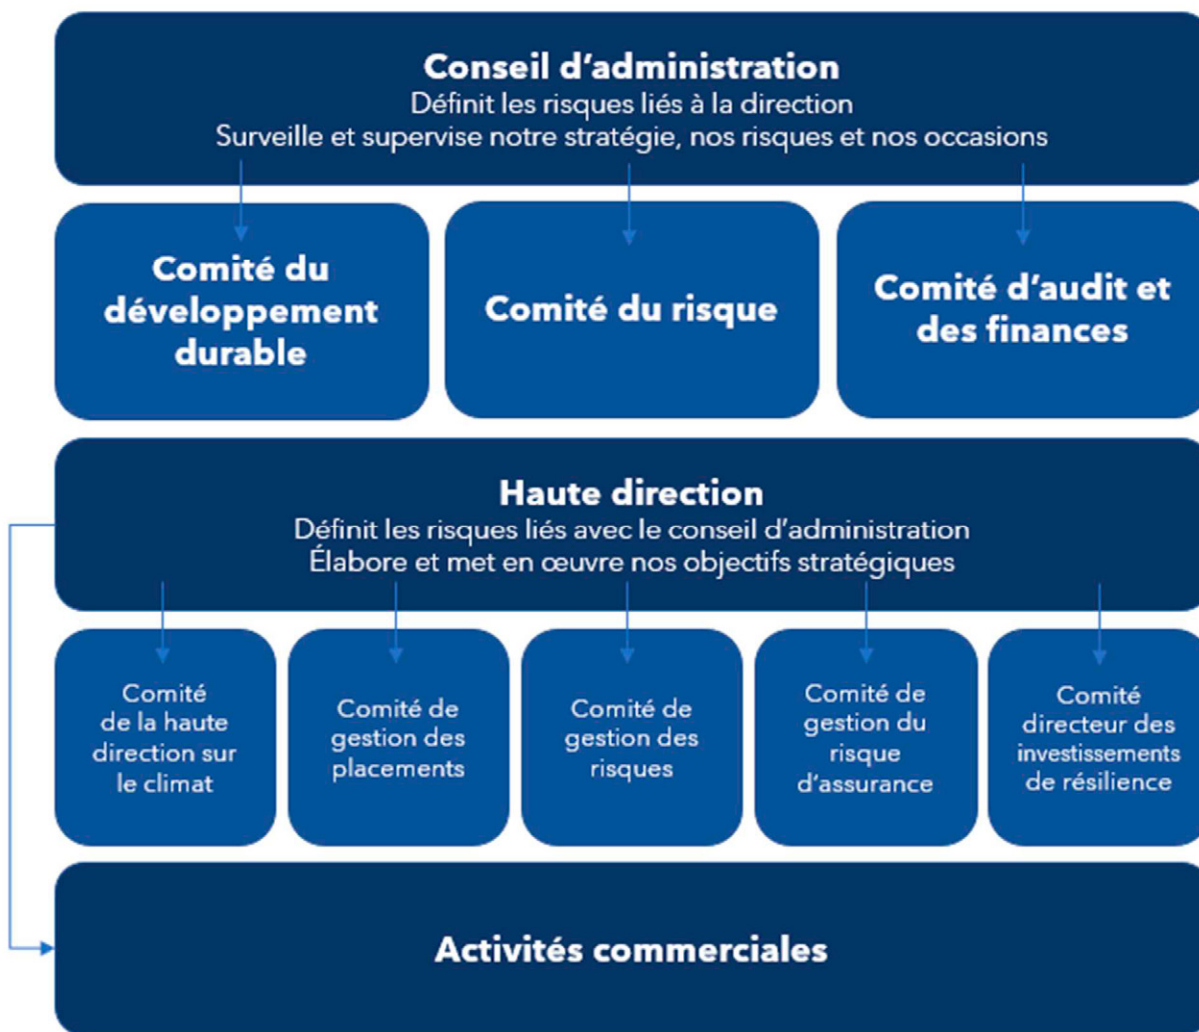 Conseil d'administration
Définit les risques liés à la direction
Surveille et supervise notre stratégie, nos risques et nos occasions
Comité du
développement
durable
Comité du risque
Comité d'audit et
des finances
Haute direction
Définit les risques liés avec le conseil d'administration
Élabore et met en œuvre nos objectifs stratégiques
Comité
de la haute
direction sur
le climat
Comité de
gestion des
placements
Comité de
gestion des
risques
Comité de
gestion du
risque
d'assurance
Comité
directeur des
investissements
de résilience
Activités commerciales